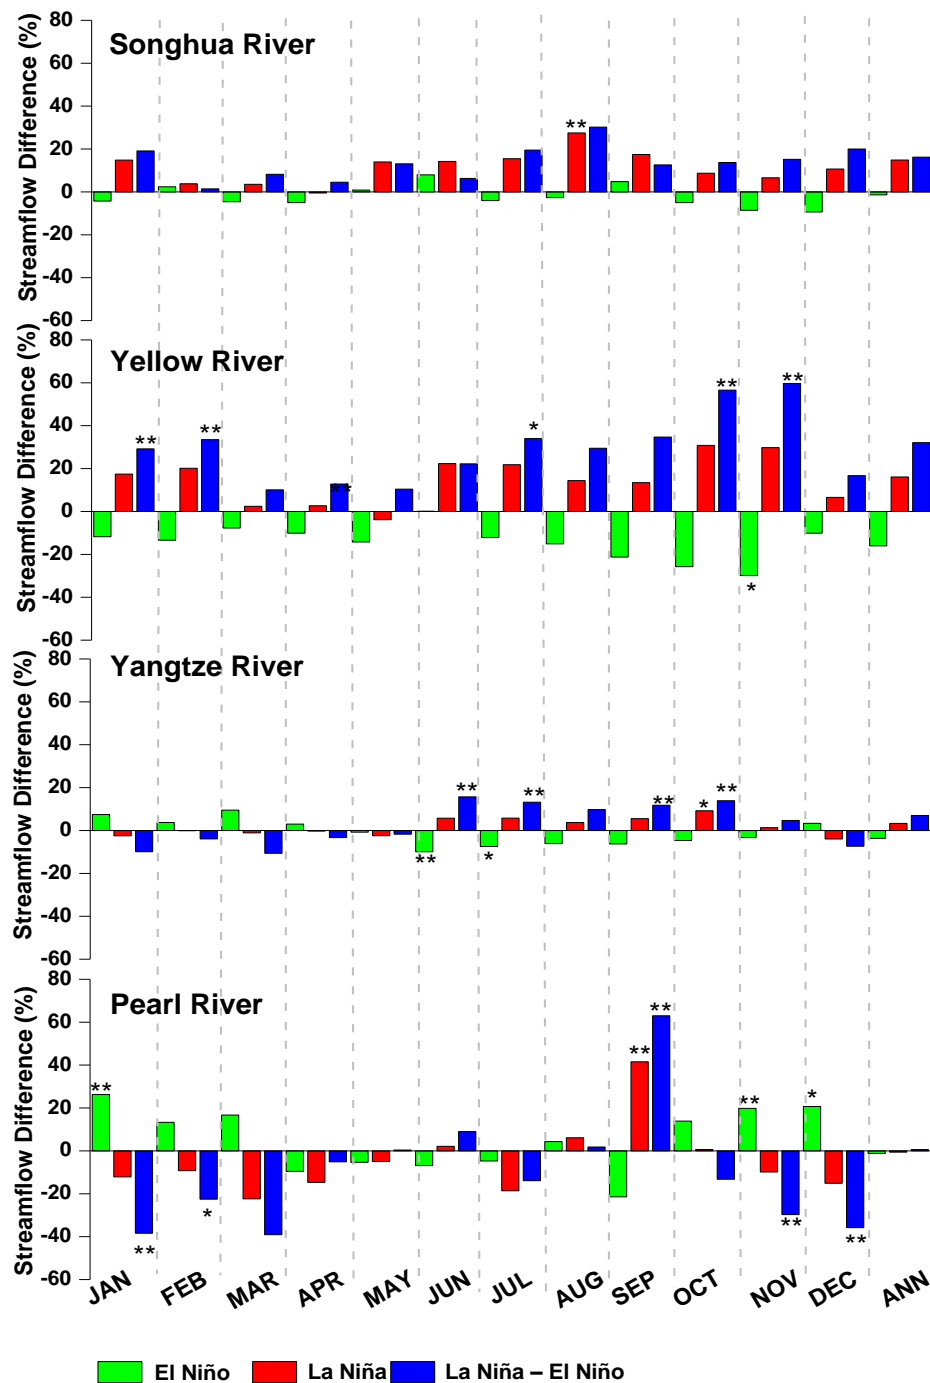 80
Songhua River
60
40
**
20
0
-20
-40
-60
Streamflow Difference (%)
80
Yellow River
60
** **
40
** ** *
20
**
0
-20
-40
*
-60
Streamflow Difference (%)
80
Yangtze River
60
40
20
** ** ** * **
0
** *
-20
-40
-60
Streamflow Difference (%)
80
Pearl River
60
**
40
**
** ** *
20
0
-20
*
** ** **
-40
-60
Streamflow Difference (%)
JAN FEB MAR APR MAY JUN JUL AUG SEP OCT NOV DEC ANN
El Niño La Niña La Niña – El Niño